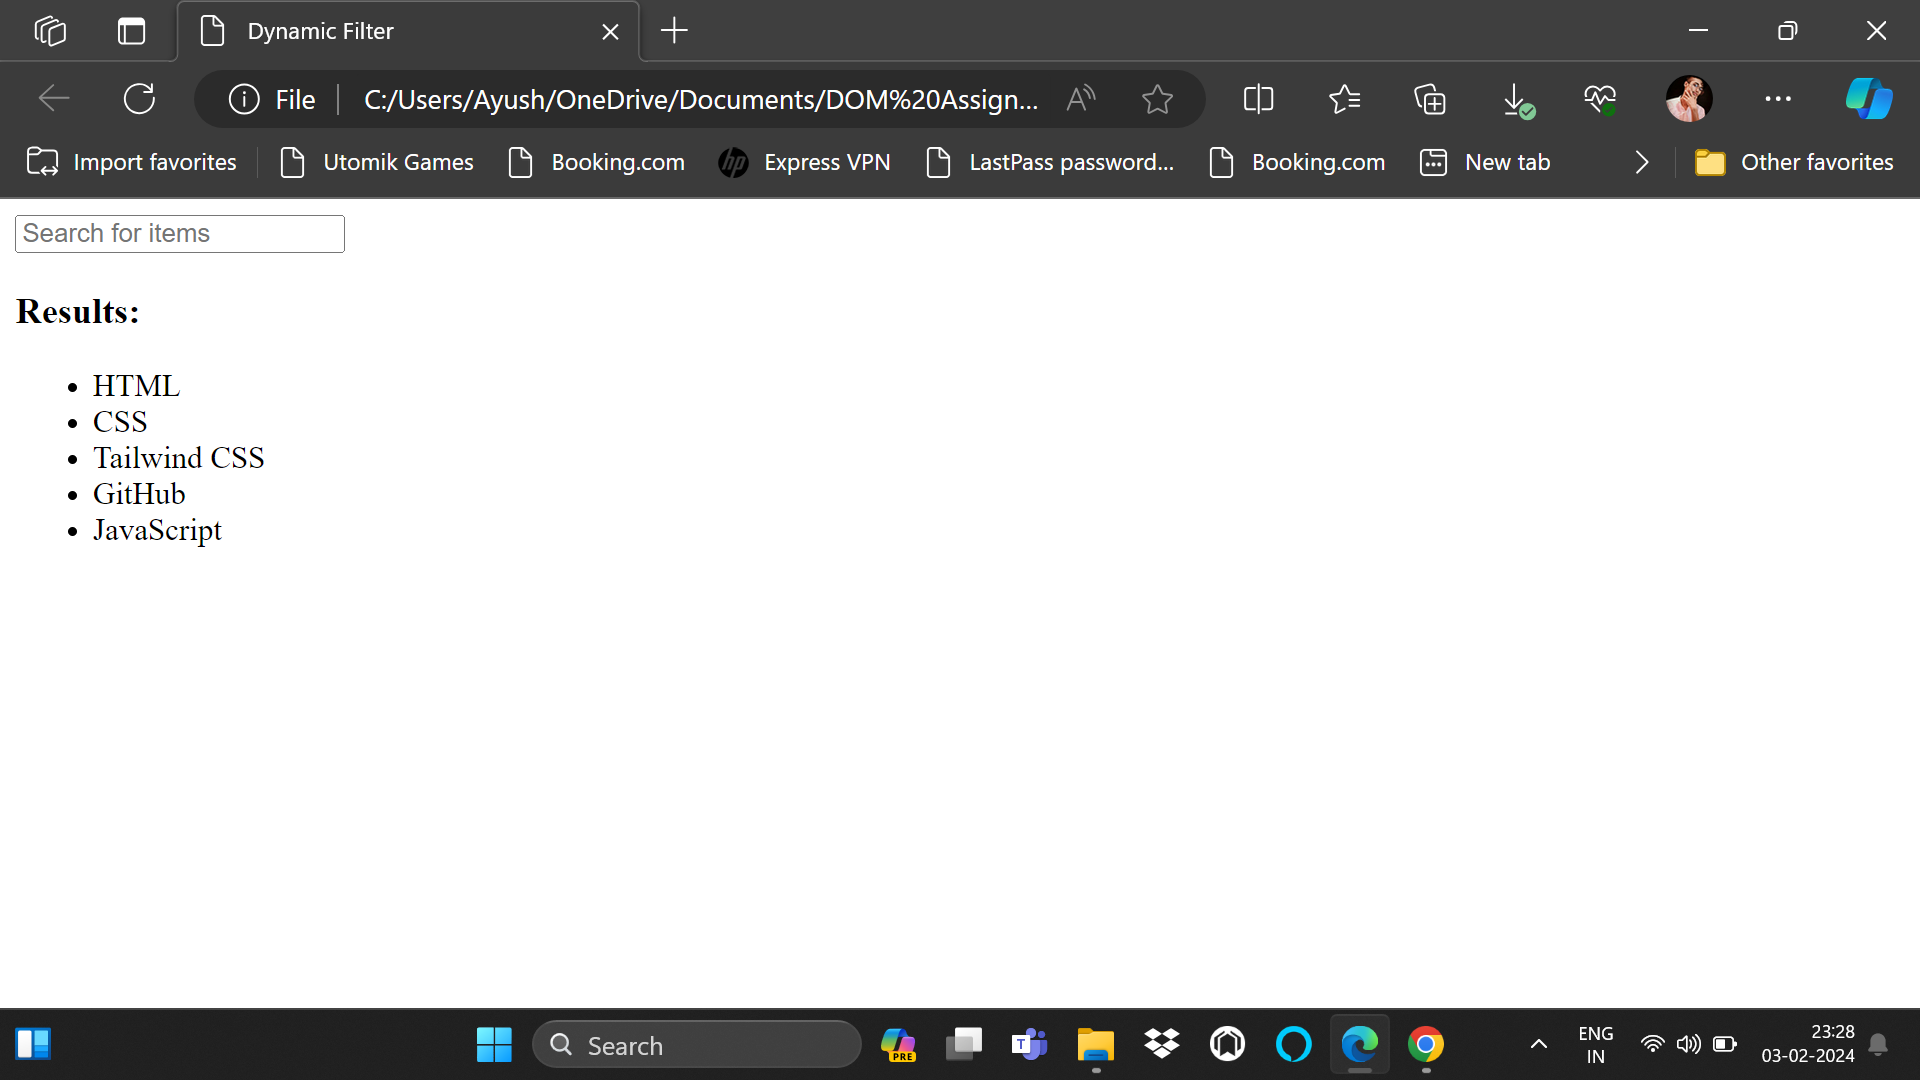 Dynamic Filter
File C:/Users/Ayush/OneDrive/Documents/DOM%20Assign... A
Import favorites Utomik Games Booking.com hp Express VPN LastPass password... Booking.com New tab Other favorites
Search for items
Results:
HTML
CSS
Tailwind CSS
GitHub
JavaScript
Search PRE T ENG 23:28
IN 03-02-2024